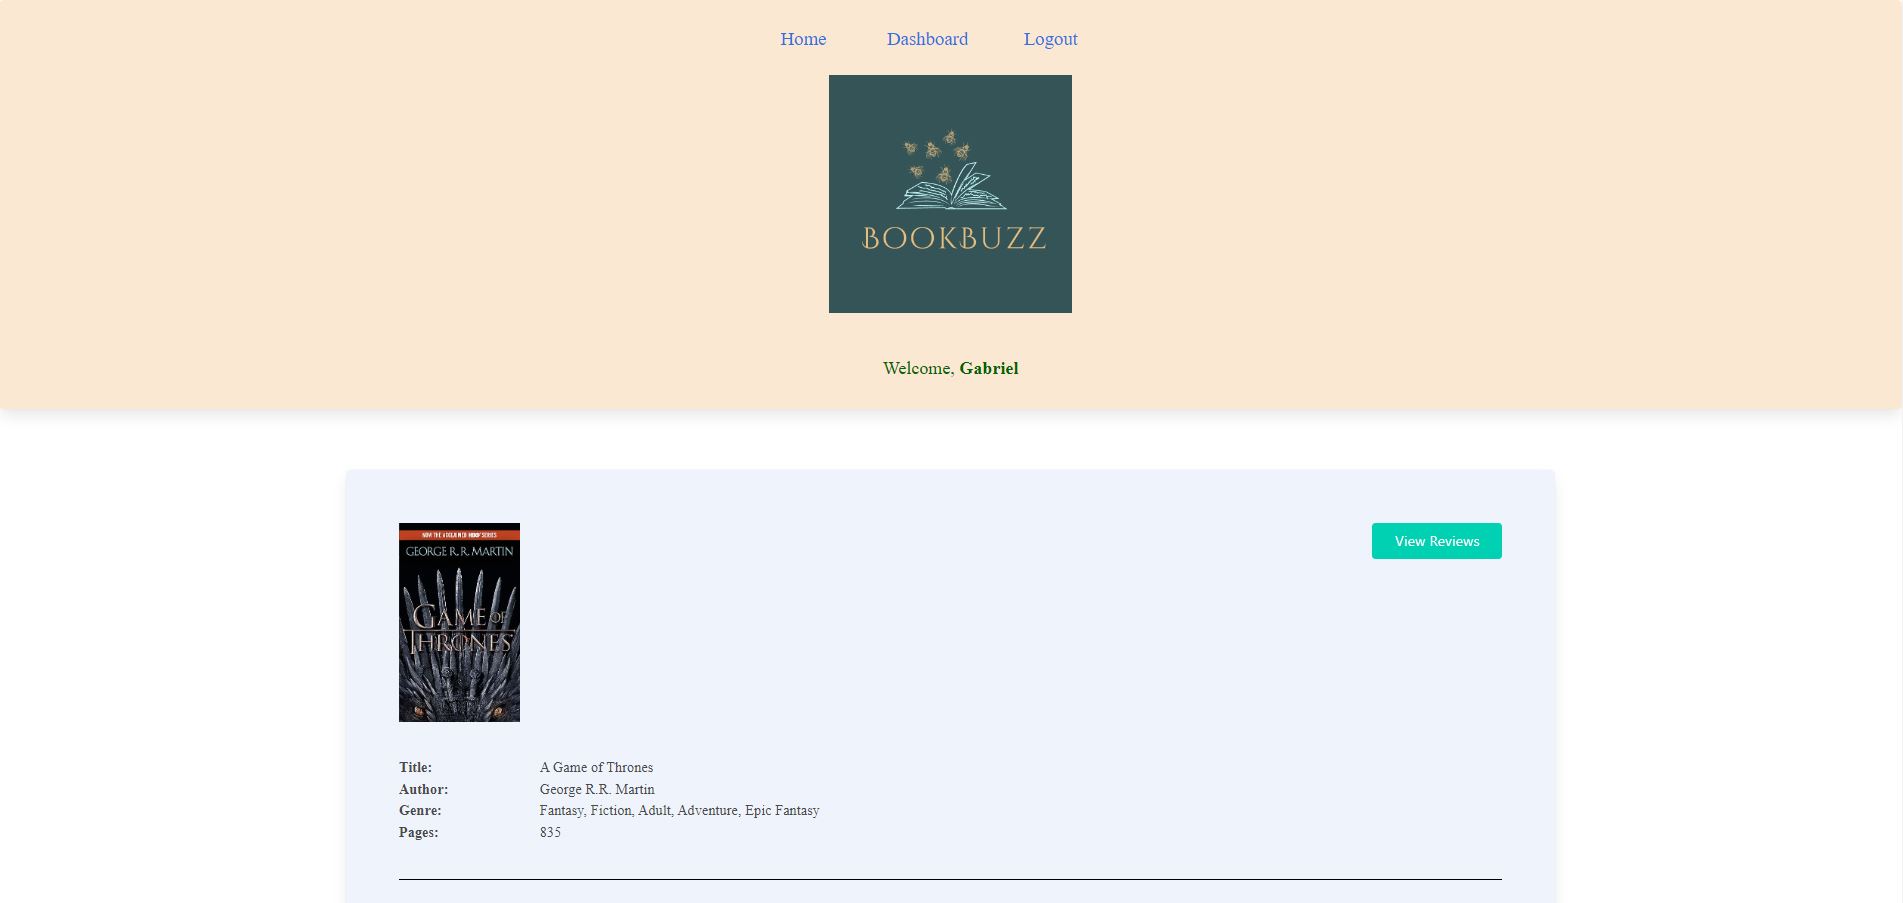 Home Dashboard Logout
BOOKBUZZ
Welcome, Gabriel
NOW THE ACCLAIMED HBO® SERIES
GEORGE R. R. MARTIN
View Reviews
GAME OF
THRONES
Title: A Game of Thrones
Author: George R.R. Martin
Genre: Fantasy, Fiction, Adult, Adventure, Epic Fantasy
Pages: 835